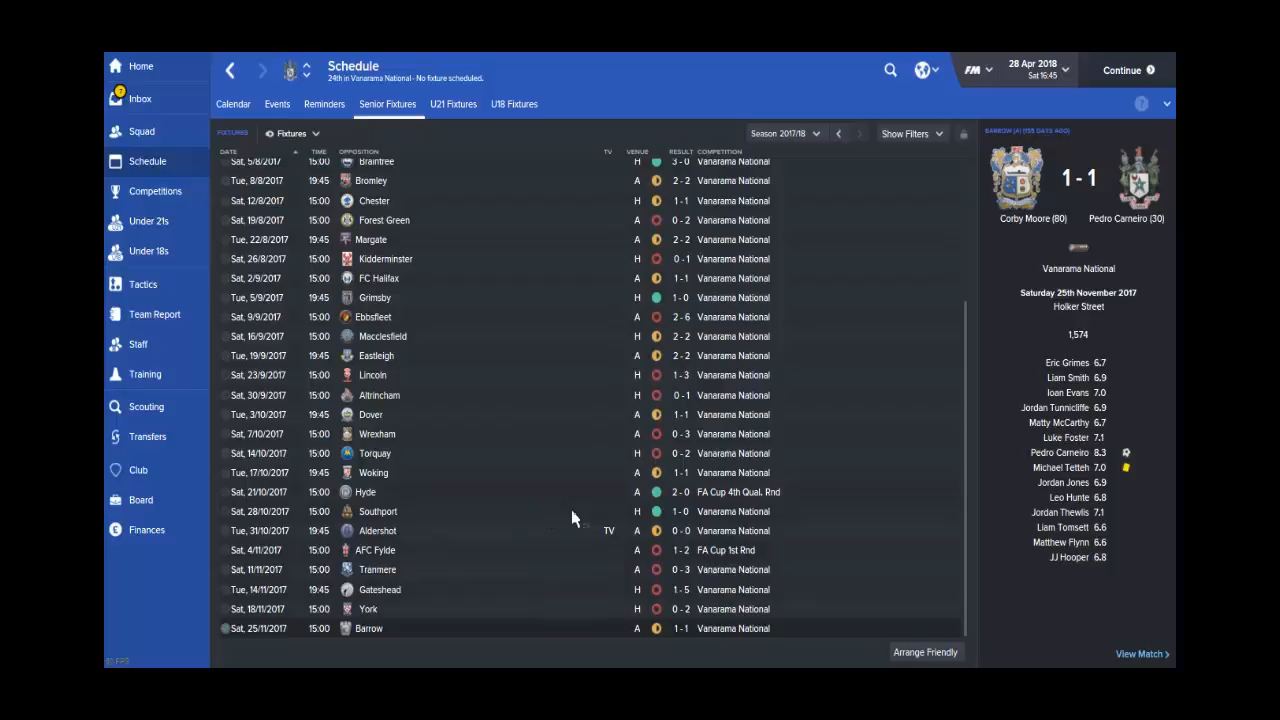 Home
Inbox
7
Squad
Schedule
Competitions
Under 21s
Under 18s
Tactics
Team Report
Staff
Training
Scouting
Transfers
Club
Board
Finances
Schedule
24th in Vanarama National - No fixture scheduled.
FM
28 Apr 2018
Sat 16:45
Continue
Calendar Events Reminders Senior Fixtures U21 Fixtures U18 Fixtures
FIXTURES Fixtures Season 2017/18 Show Filters
DATE TIME OPPOSITION TV VENUE RESULT COMPETITION
Sat, 5/8/2017 15:00 Braintree H 3 - 0 Vanarama National
Tue, 8/8/2017 19:45 Bromley A 2 - 2 Vanarama National
Sat, 12/8/2017 15:00 Chester H 1 - 1 Vanarama National
Sat, 19/8/2017 15:00 Forest Green A 0 - 2 Vanarama National
Tue, 22/8/2017 19:45 Margate A 2 - 2 Vanarama National
Sat, 26/8/2017 15:00 Kidderminster H 0 - 1 Vanarama National
Sat, 2/9/2017 15:00 FC Halifax A 1 - 1 Vanarama National
Tue, 5/9/2017 19:45 Grimsby H 1 - 0 Vanarama National
Sat, 9/9/2017 15:00 Ebbsfleet A 2 - 6 Vanarama National
Sat, 16/9/2017 15:00 Macclesfield H 2 - 2 Vanarama National
Tue, 19/9/2017 19:45 Eastleigh A 2 - 2 Vanarama National
Sat, 23/9/2017 15:00 Lincoln H 1 - 3 Vanarama National
Sat, 30/9/2017 15:00 Altrincham H 0 - 1 Vanarama National
Tue, 3/10/2017 19:45 Dover A 1 - 1 Vanarama National
Sat, 7/10/2017 15:00 Wrexham A 0 - 3 Vanarama National
Sat, 14/10/2017 15:00 Torquay H 0 - 2 Vanarama National
Tue, 17/10/2017 19:45 Woking A 1 - 1 Vanarama National
Sat, 21/10/2017 15:00 Hyde A 2 - 0 FA Cup 4th Qual. Rnd
Sat, 28/10/2017 15:00 Southport H 1 - 0 Vanarama National
Tue, 31/10/2017 19:45 Aldershot TV A 0 - 0 Vanarama National
Sat, 4/11/2017 15:00 AFC Fylde A 1 - 2 FA Cup 1st Rnd
Sat, 11/11/2017 15:00 Tranmere A 0 - 3 Vanarama National
Tue, 14/11/2017 19:45 Gateshead H 1 - 5 Vanarama National
Sat, 18/11/2017 15:00 York H 0 - 2 Vanarama National
Sat, 25/11/2017 15:00 Barrow A 1 - 1 Vanarama National
Arrange Friendly
BARROW (A) (155 DAYS AGO)
1 - 1
Corby Moore (80) Pedro Carneiro (30)
Vanarama National
Saturday 25th November 2017
Holker Street
1,574
Eric Grimes 6.7
Liam Smith 6.9
Ioan Evans 7.0
Jordan Tunnicliffe 6.9
Matty McCarthy 6.7
Luke Foster 7.1
Pedro Carneiro 8.3
Michael Tetteh 7.0
Jordan Jones 6.9
Leo Hunte 6.8
Jordan Thewlis 7.1
Liam Tomsett 6.6
Matthew Flynn 6.6
JJ Hooper 6.8
View Match >